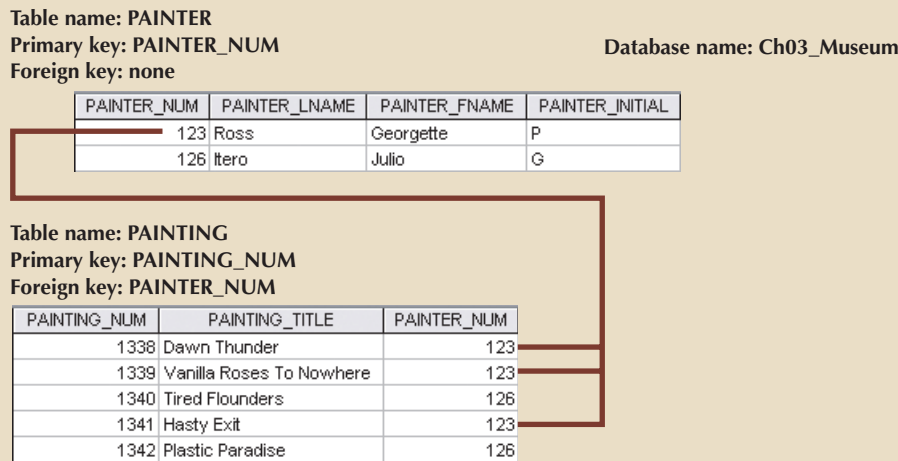 Table name: PAINTER
Primary key: PAINTER_NUM
Database name: Ch03_Museum
Foreign key: none
PAINTER_NUM PAINTER_LNAME PAINTER_FNAME PAINTER_INITIAL
123 Ross Georgette P
126 Itero Julio G
Table name: PAINTING
Primary key: PAINTING_NUM
Foreign key: PAINTER_NUM
PAINTING_NUM PAINTING_TITLE PAINTER_NUM
1338 Dawn Thunder 123
1339 Vanilla Roses To Nowhere 123
1340 Tired Flounders 126
1341 Hasty Exit 123
1342 Plastic Paradise 126